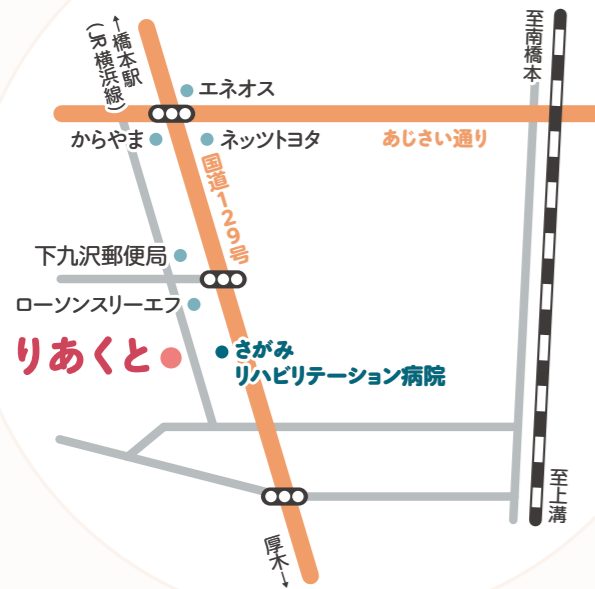 ←橋本駅
(JR横浜線)
至南橋本
エネオス
からやま
ネッツトヨタ
あじさい通り
国道129号
下九沢郵便局
ローソンスリーエフ
りあくと
さがみ
リハビリテーション病院
至上溝
厚木→